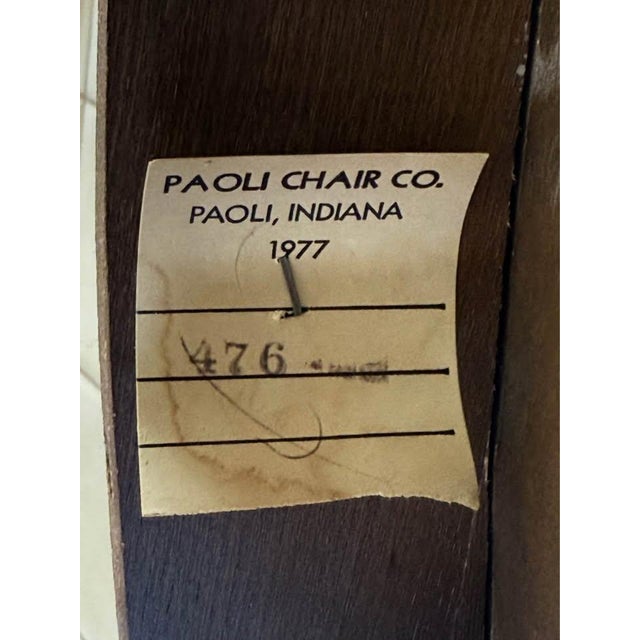 PAOLI CHAIR CO.
PAOLI, INDIANA
1977
476